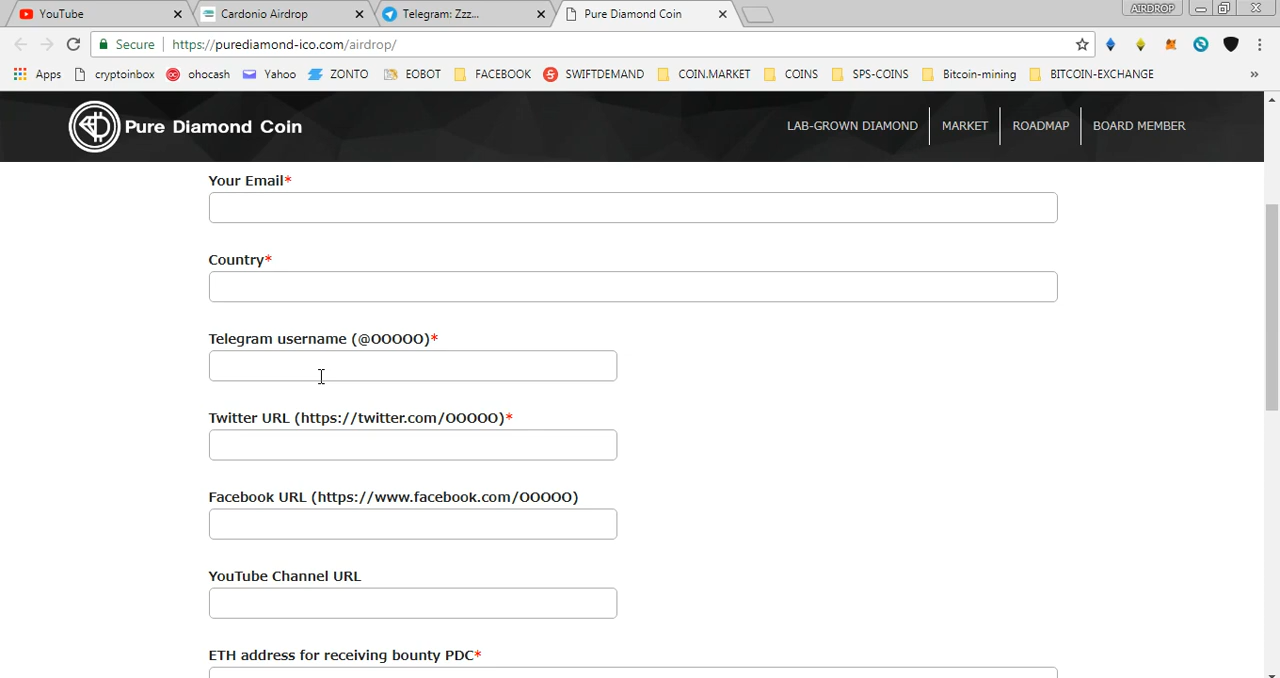 YouTube Cardonio Airdrop Telegram: Zzz... Pure Diamond Coin AIRDROP
Secure https://purediamond-ico.com/airdrop/
Apps cryptoinbox ohocash Yahoo ZONTO EOBOT FACEBOOK SWIFTDEMAND COIN.MARKET COINS SPS-COINS Bitcoin-mining BITCOIN-EXCHANGE »
Pure Diamond Coin LAB-GROWN DIAMOND MARKET ROADMAP BOARD MEMBER
Your Email*
Country*
Telegram username (@OOOOO)*
Twitter URL (https://twitter.com/OOOOO)*
Facebook URL (https://www.facebook.com/OOOOO)
YouTube Channel URL
ETH address for receiving bounty PDC*